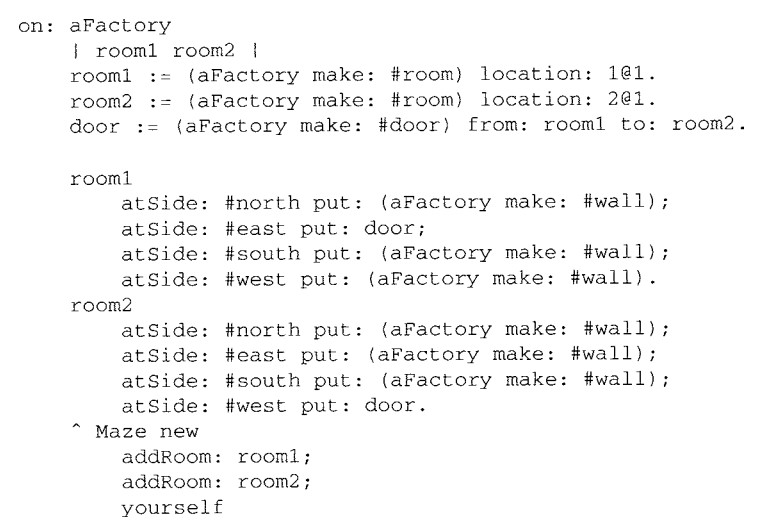 on: aFactory
    | room1 room2 |
    room1 := (aFactory make: #room) location: 1@1.
    room2 := (aFactory make: #room) location: 2@1.
    door := (aFactory make: #door) from: room1 to: room2.

    room1
        atSide: #north put: (aFactory make: #wall);
        atSide: #east put: door;
        atSide: #south put: (aFactory make: #wall);
        atSide: #west put: (aFactory make: #wall).
    room2
        atSide: #north put: (aFactory make: #wall);
        atSide: #east put: (aFactory make: #wall);
        atSide: #south put: (aFactory make: #wall);
        atSide: #west put: door.
    ^ Maze new
        addRoom: room1;
        addRoom: room2;
        yourself